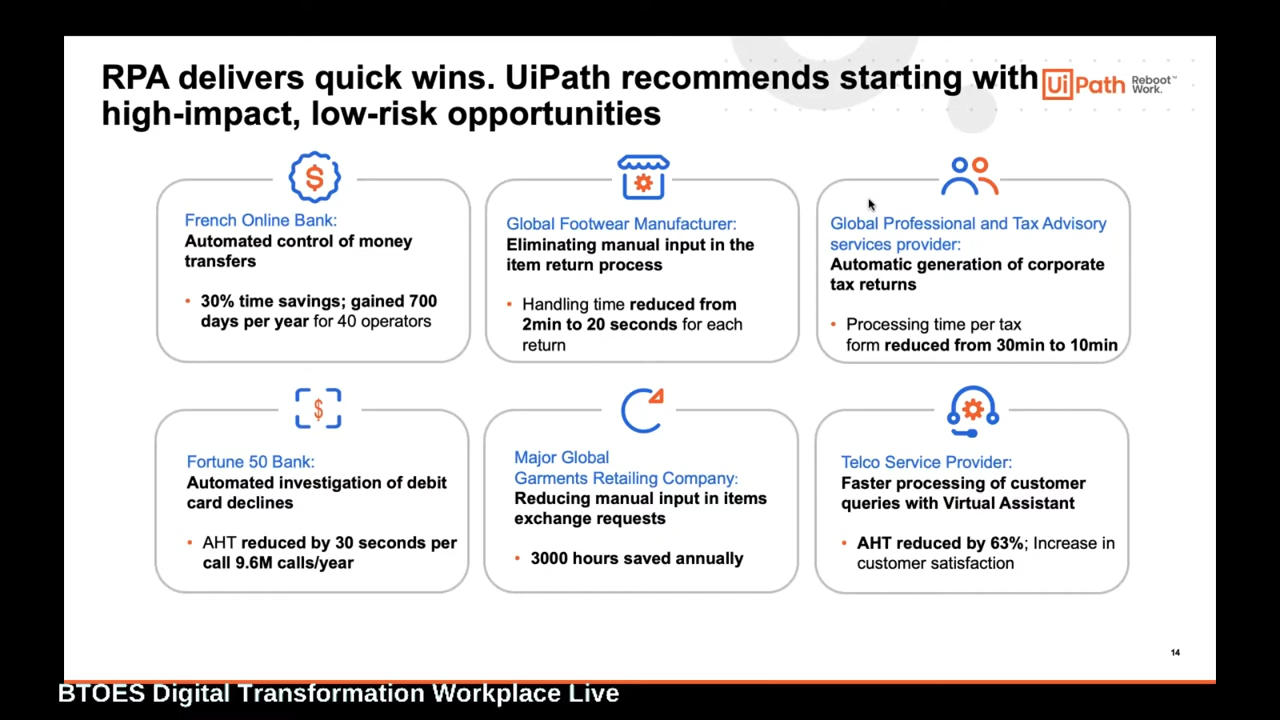 RPA delivers quick wins. UiPath recommends starting with
high-impact, low-risk opportunities
UiPath Reboot Work.™
French Online Bank:
Automated control of money
transfers
• 30% time savings; gained 700
days per year for 40 operators
Global Footwear Manufacturer:
Eliminating manual input in the
item return process
• Handling time reduced from
2min to 20 seconds for each
return
Global Professional and Tax Advisory
services provider:
Automatic generation of corporate
tax returns
• Processing time per tax
form reduced from 30min to 10min
$
Fortune 50 Bank:
Automated investigation of debit
card declines
• AHT reduced by 30 seconds per
call 9.6M calls/year
Major Global
Garments Retailing Company:
Reducing manual input in items
exchange requests
• 3000 hours saved annually
Telco Service Provider:
Faster processing of customer
queries with Virtual Assistant
• AHT reduced by 63%; Increase in
customer satisfaction
$
14
BTOES Digital Transformation Workplace Live